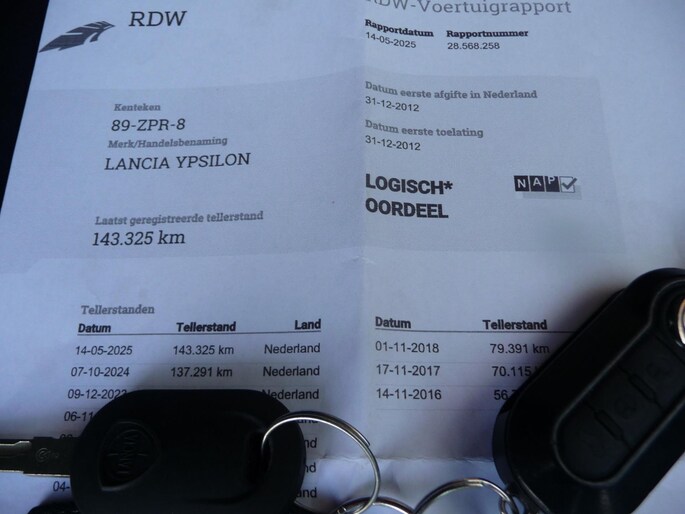 RDW
RDW-Voertuigrapport
Rapportdatum Rapportnummer
14-05-2025 28.568.258
Kenteken
89-ZPR-8
Merk/Handelsbenaming
LANCIA YPSILON
Laatst geregistreerde tellerstand
143.325 km
Datum eerste afgifte in Nederland
31-12-2012
Datum eerste toelating
31-12-2012
LOGISCH*
OORDEEL
NAP
Tellerstanden
Datum Tellerstand Land
14-05-2025 143.325 km Nederland
07-10-2024 137.291 km Nederland
Nederland
Datum Tellerstand
01-11-2018 79.391 km
17-11-2017 70.115
14-11-2016